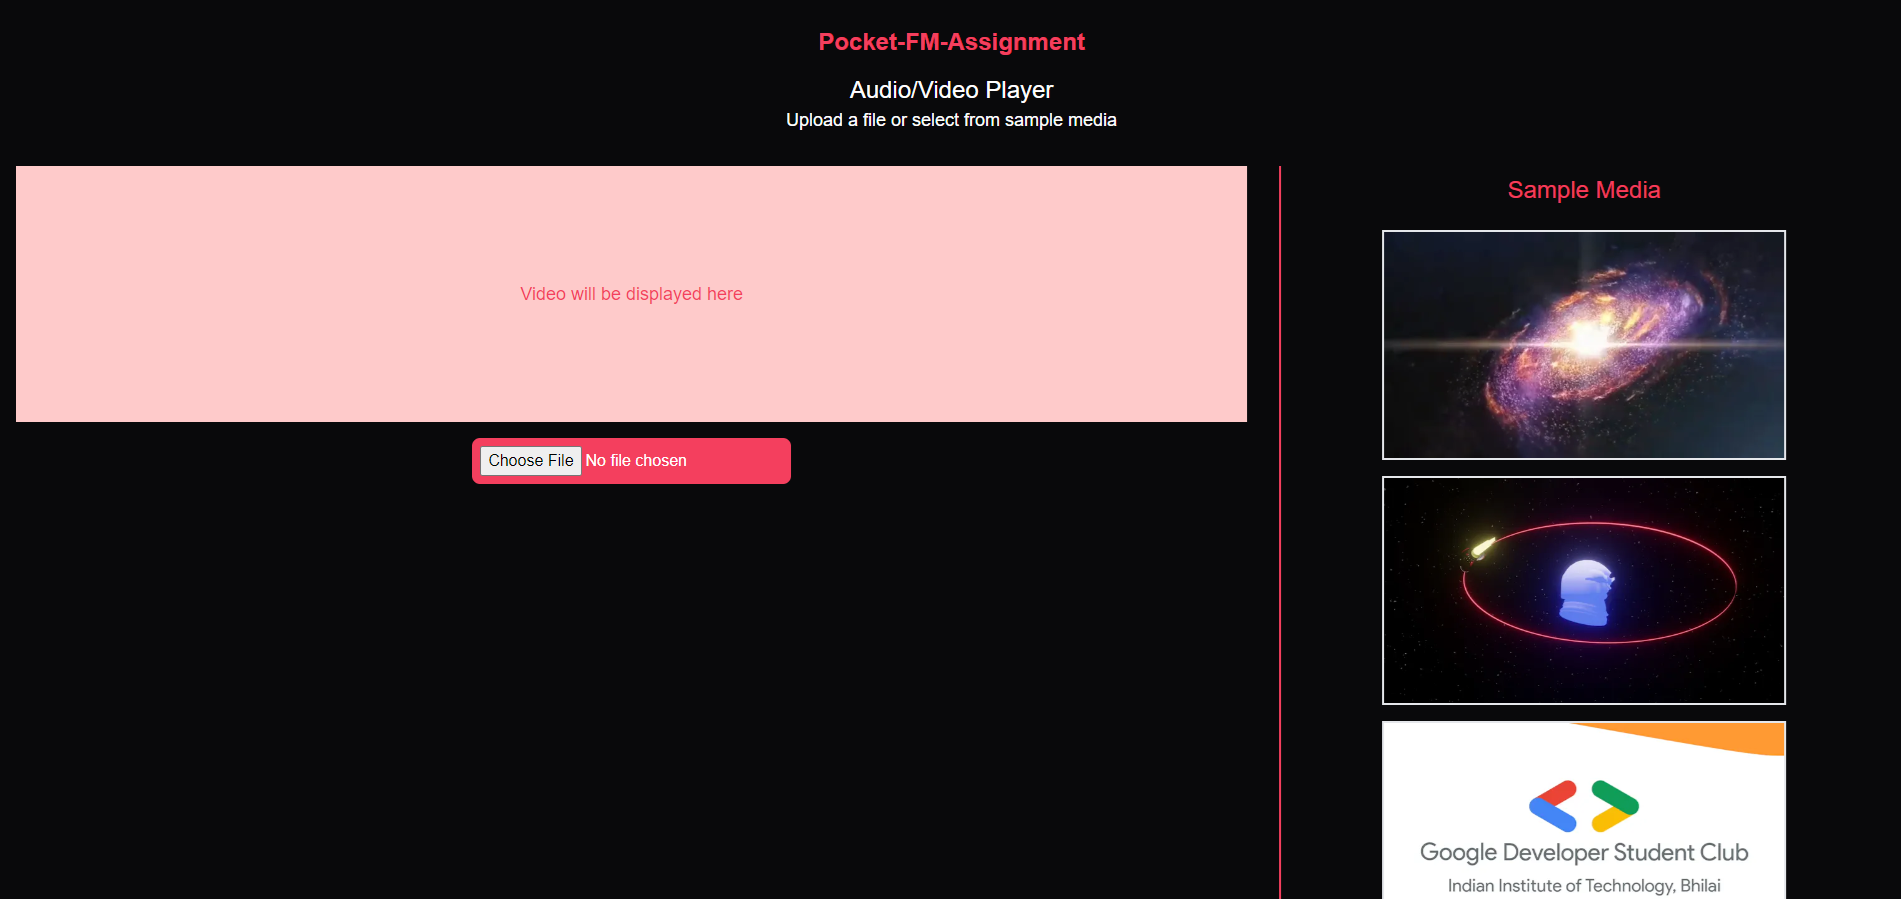 Pocket-FM-Assignment
Audio/Video Player
Upload a file or select from sample media
Video will be displayed here
Choose File No file chosen
Sample Media
Google Developer Student Club
Indian Institute of Technology, Bhilai